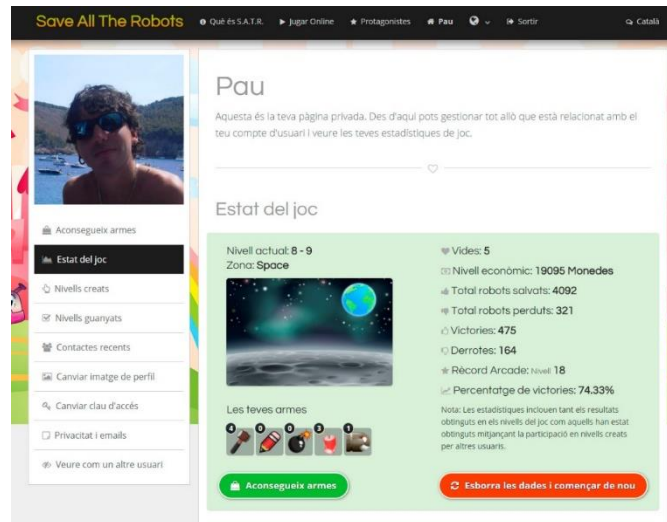 Save All The Robots
Què és S.A.T.R.
Jugar Online
Protagonistes
Pau
Sortir
Català
Pau
Aquesta és la teva pàgina privada. Des d'aquí pots gestionar tot allò que està relacionat amb el
teu compte d'usuari i veure les teves estadístiques de joc.
Aconsegueix armes
Estat del joc
Nivells creats
Nivells guanyats
Contactes recents
Canviar imatge de perfil
Canviar clau d'accés
Privacitat i emails
Veure com un altre usuari
Estat del joc
Nivell actual: 8 - 9
Zona: Space
Les teves armes
4 0 0 3 1
Aconsegueix armes
Vides: 5
Nivell econòmic: 19095 Monedes
Total robots salvats: 4092
Total robots perduts: 321
Victories: 475
Derrotes: 164
Rècord Arcade: Nivell 18
Percentatge de victories: 74.33%
Nota: Les estadístiques inclouen tant els resultats
obtinguts en els nivells del joc com aquells han estat
obtinguts mitjançant la participació en nivells creats
per altres usuaris.
Esborra les dades i començar de nou